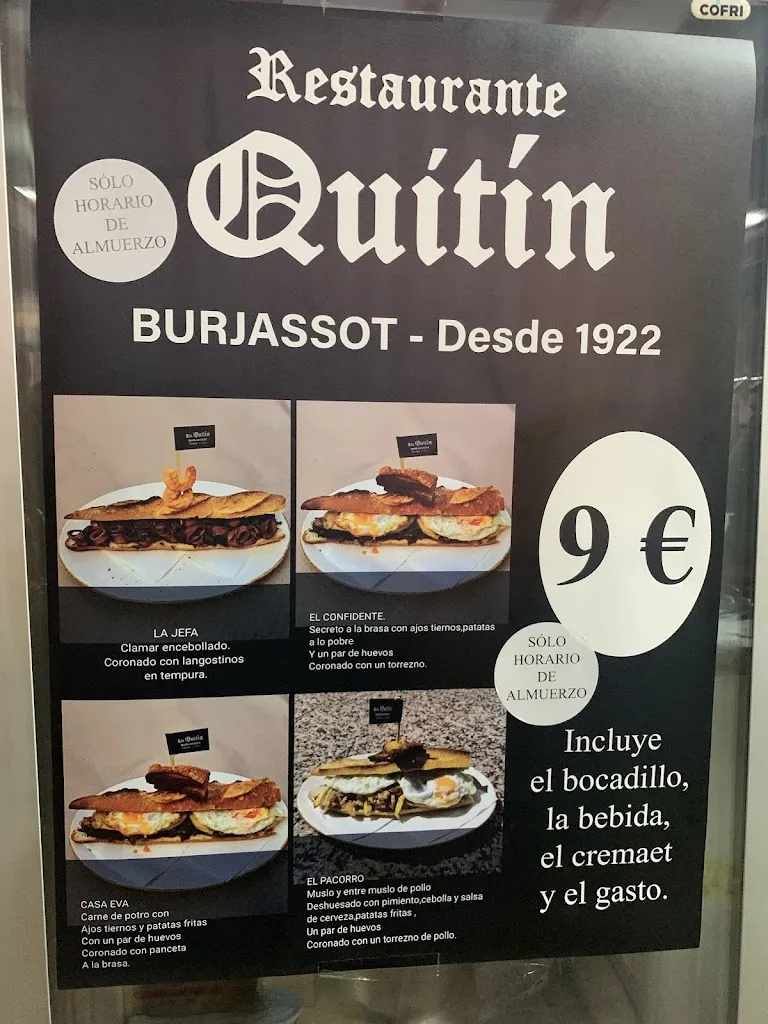 COFRI
Restaurante
Quitín
SÓLO
HORARIO
DE
ALMUERZO
BURJASSOT - Desde 1922
LA JEFA
Clamar encebollado.
Coronado con langostinos
en tempura.
EL CONFIDENTE.
Secreto a la brasa con ajos tiernos,patatas
a lo pobre
Y un par de huevos
Coronado con un torrezno.
9 €
SÓLO
HORARIO
DE
ALMUERZO
Incluye
el bocadillo,
la bebida,
el cremaet
y el gasto.
CASA EVA
Carne de potro con
Ajos tiernos y patatas fritas
Con un par de huevos
Coronado con panceta
A la brasa.
EL PACORRO
Muslo y entre muslo de pollo
Deshuesado con pimiento,cebolla y salsa
de cerveza,patatas fritas ,
Un par de huevos
Coronado con un torrezno de pollo.